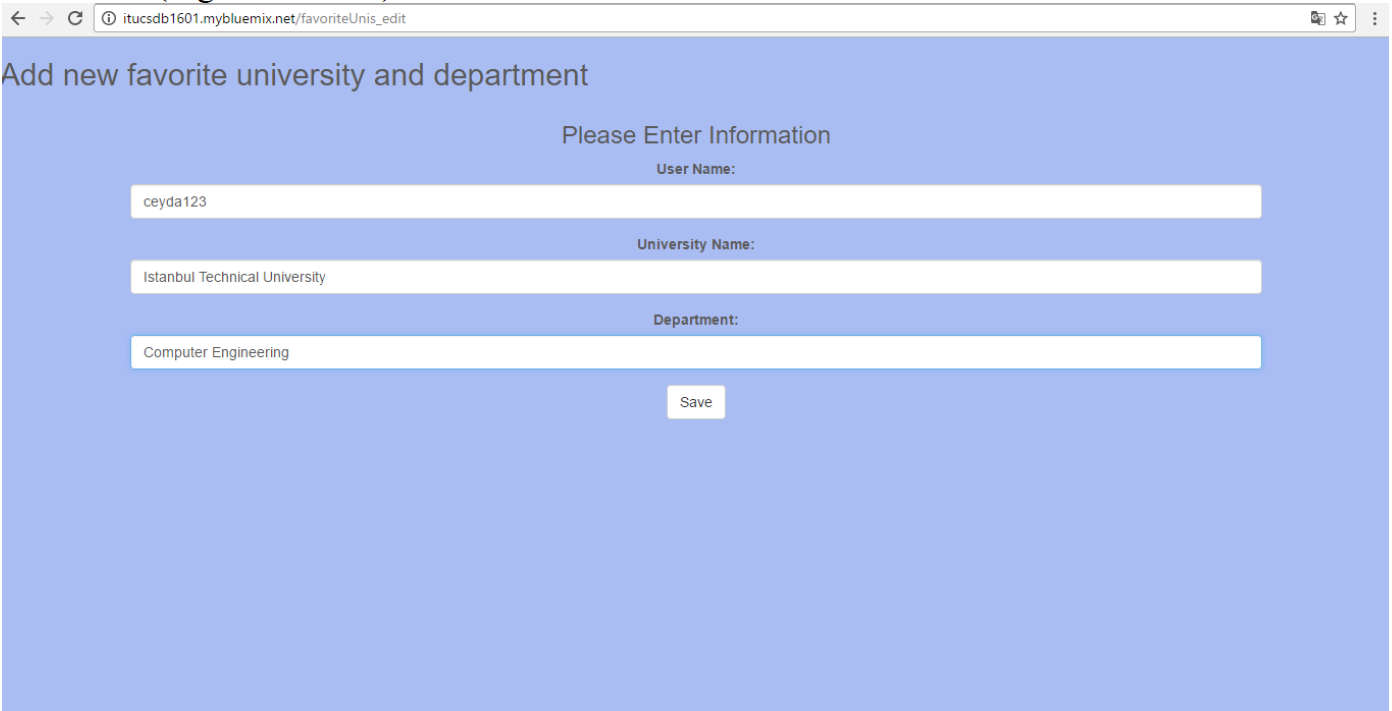 itucsdb1601.mybluemix.net/favoriteUnis_edit
Add new favorite university and department
Please Enter Information
User Name:
ceyda123
University Name:
Istanbul Technical University
Department:
Computer Engineering
Save